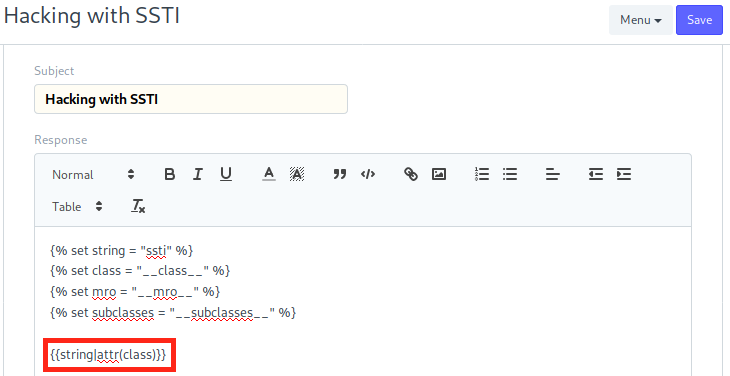 Hacking with SSTI
Menu
Save
Subject
Hacking with SSTI
Response
Normal
B I U A A
Table
{% set string = "ssti" %}
{% set class = "__class__" %}
{% set mro = "__mro__" %}
{% set subclasses = "__subclasses__" %}
{{string|attr(class)}}